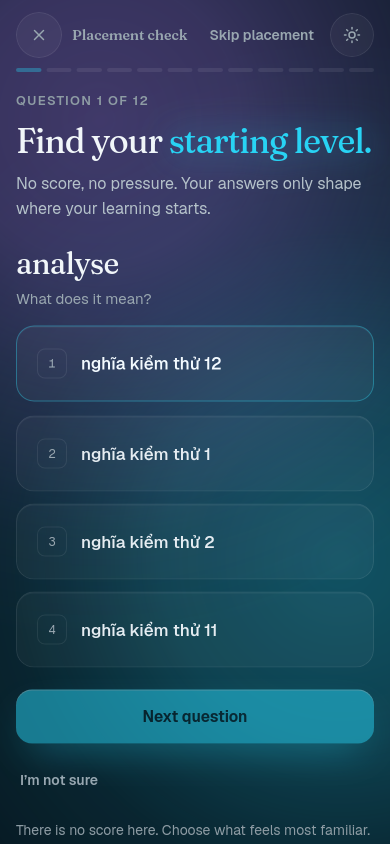 Placement check
Skip placement
QUESTION 1 OF 12
Find your starting level.
No score, no pressure. Your answers only shape
where your learning starts.
analyse
What does it mean?
1 nghĩa kiểm thử 12
2 nghĩa kiểm thử 1
3 nghĩa kiểm thử 2
4 nghĩa kiểm thử 11
Next question
I'm not sure
There is no score here. Choose what feels most familiar.